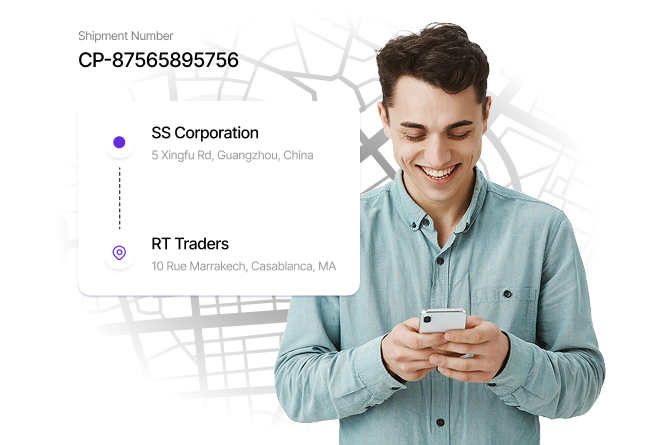 Shipment Number
CP-87565895756
SS Corporation
5 Xingfu Rd, Guangzhou, China
RT Traders
10 Rue Marrakech, Casablanca, MA